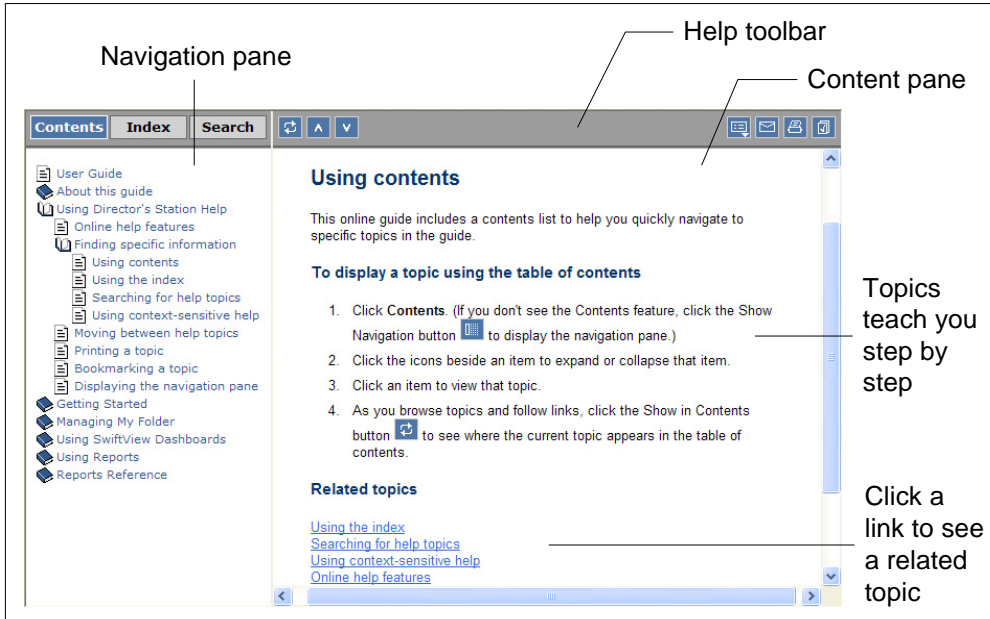 Help toolbar
Navigation pane
Content pane
Contents Index Search
User Guide
About this guide
Using Director's Station Help
Online help features
Finding specific information
Using contents
Using the index
Searching for help topics
Using context-sensitive help
Moving between help topics
Printing a topic
Bookmarking a topic
Displaying the navigation pane
Getting Started
Managing My Folder
Using SwiftView Dashboards
Using Reports
Reports Reference
Using contents
This online guide includes a contents list to help you quickly navigate to
specific topics in the guide.
To display a topic using the table of contents
1. Click Contents. (If you don't see the Contents feature, click the Show
Navigation button to display the navigation pane.)
2. Click the icons beside an item to expand or collapse that item.
3. Click an item to view that topic.
4. As you browse topics and follow links, click the Show in Contents
button to see where the current topic appears in the table of
contents.
Related topics
Using the index
Searching for help topics
Using context-sensitive help
Online help features
Topics
teach you
step by
step
Click a
link to see
a related
topic